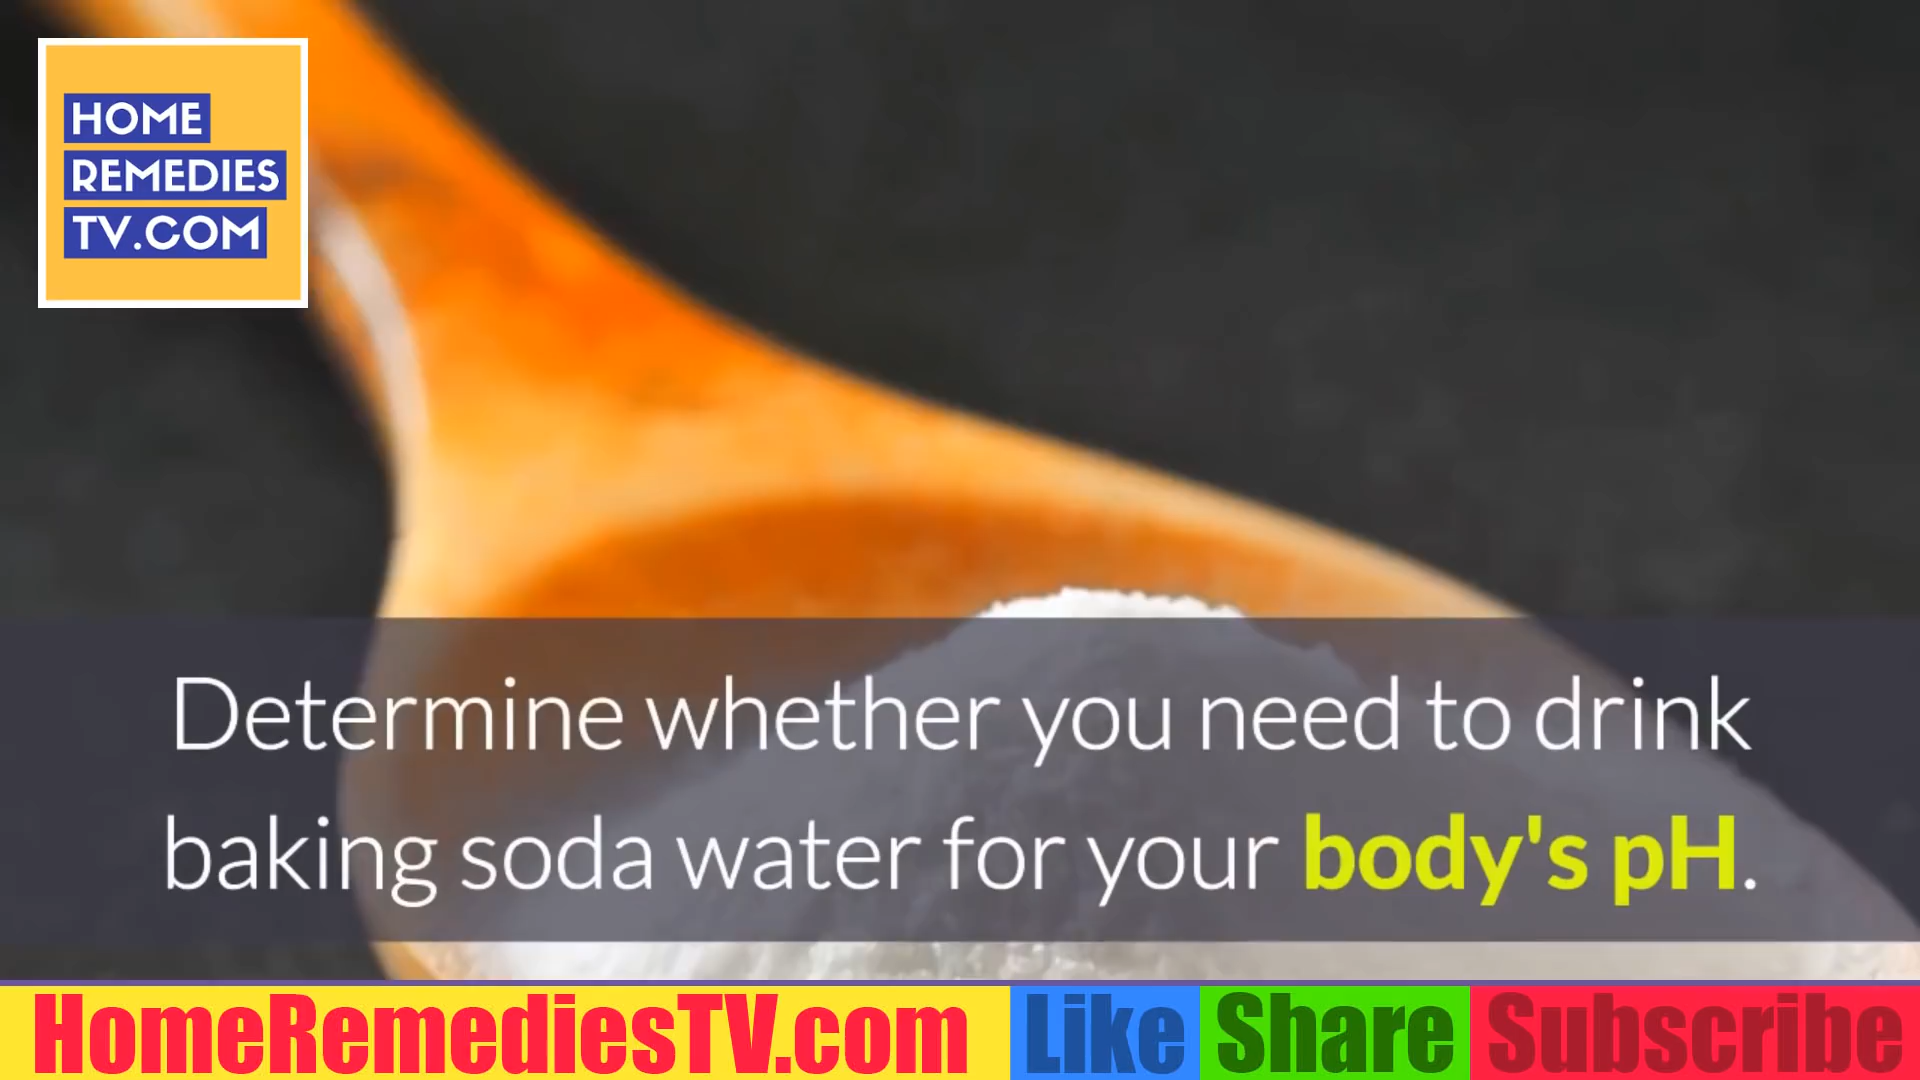 HOME
REMEDIES
TV.COM
Determine whether you need to drink
baking soda water for your body's pH.
HomeRemediesTV.com Like Share Subscribe